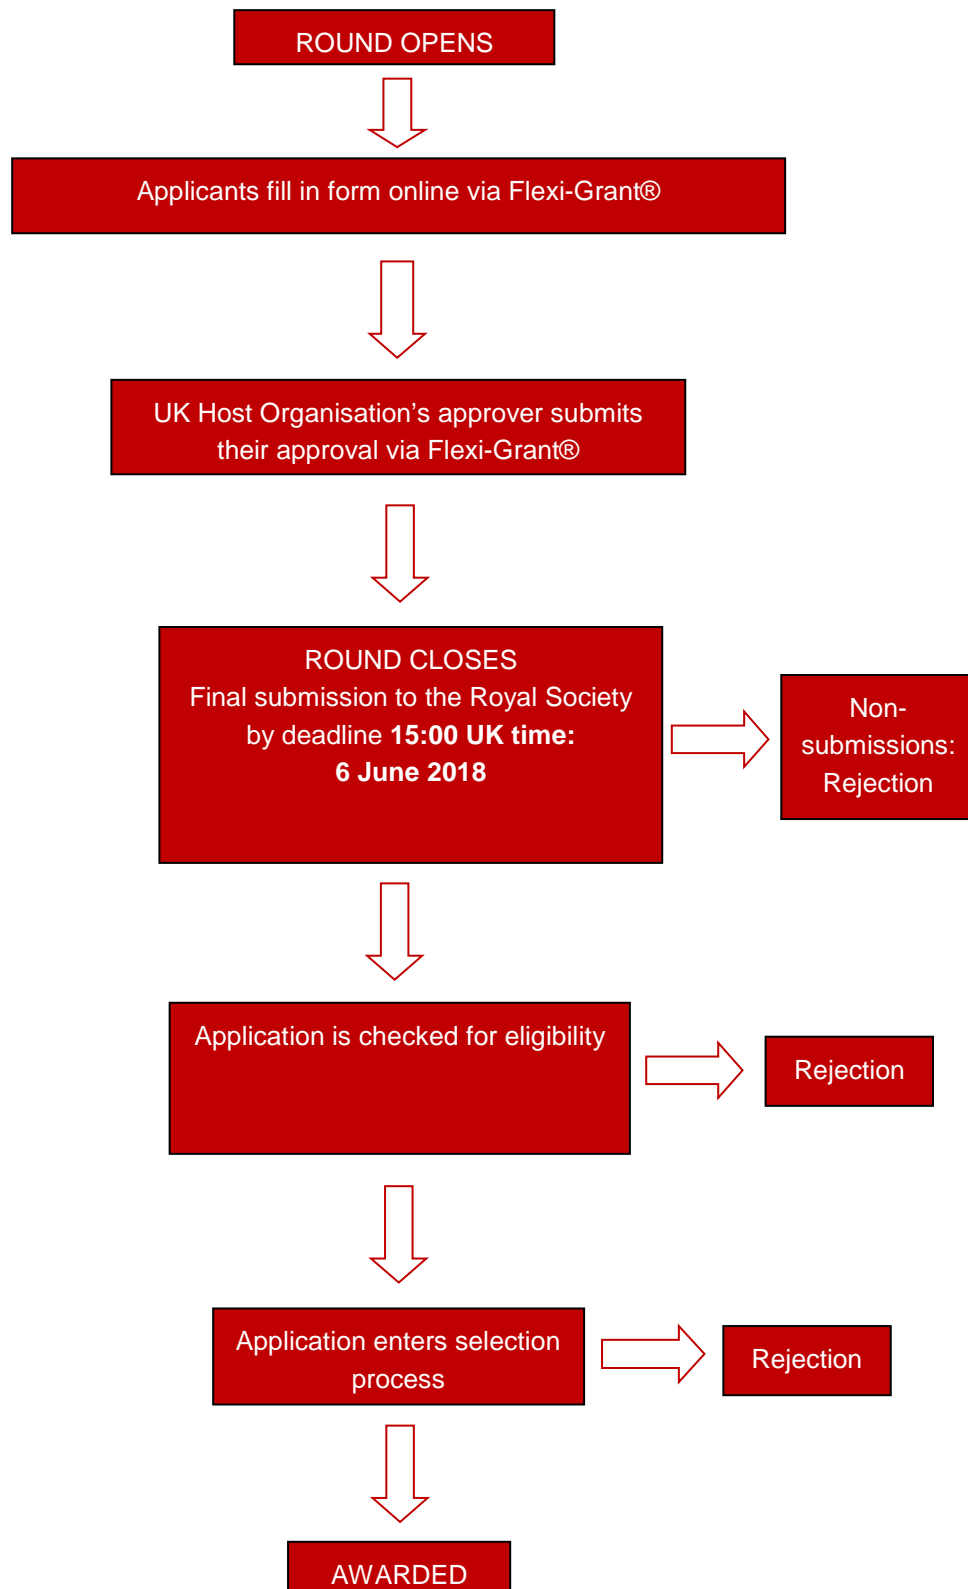 ROUND OPENS
Applicants fill in form online via Flexi-Grant®
UK Host Organisation’s approver submits
their approval via Flexi-Grant®
ROUND CLOSES
Final submission to the Royal Society
by deadline 15:00 UK time:
6 June 2018
Non-
submissions:
Rejection
Application is checked for eligibility
Rejection
Application enters selection
process
Rejection
AWARDED